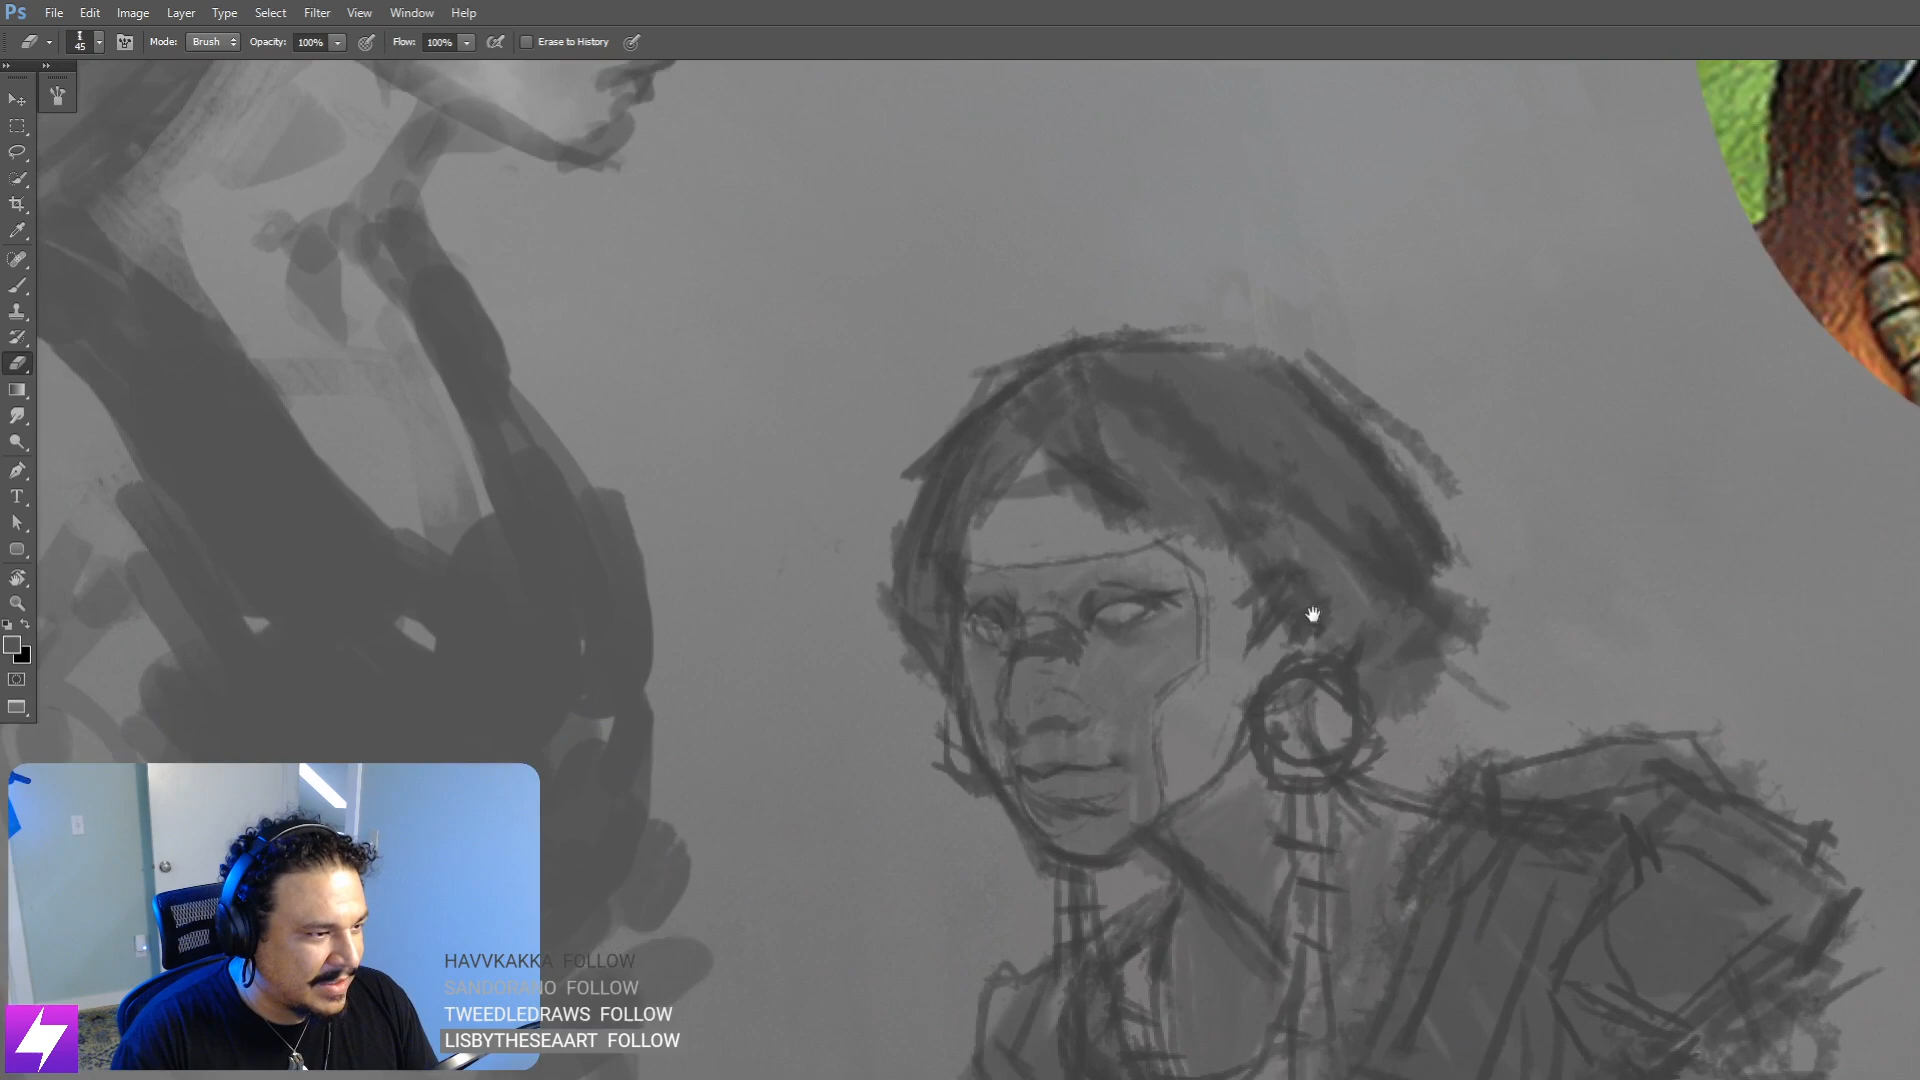 Ps File Edit Image Layer Type Select Filter View Window Help
45 Mode: Brush Opacity: 100% Flow: 100% Erase to History
T
HAVVKAKKA FOLLOW
SANDORANO FOLLOW
TWEEDLEDRAWS FOLLOW
LISBYTHESEAART FOLLOW